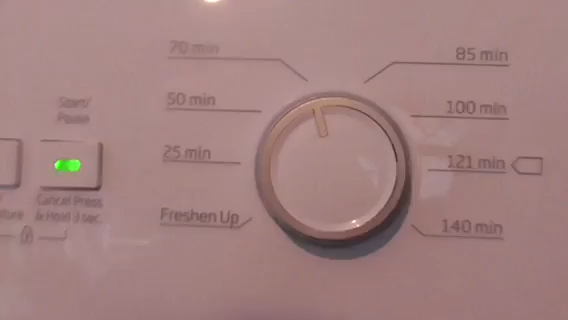 70 min
85 min
50 min
100 min
Start/
Pause
25 min
121 min
Cancel Press
& Hold 3 sec.
Freshen Up
140 min